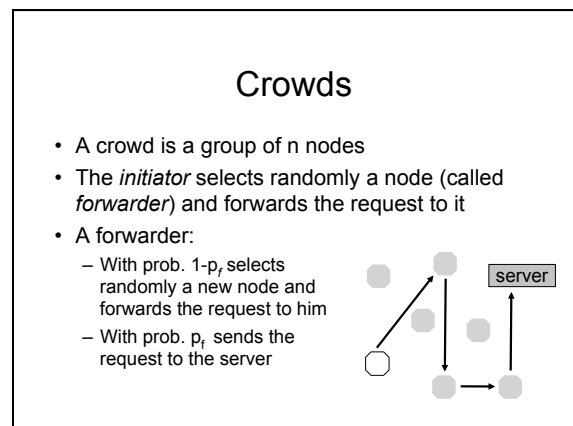 Crowds
• A crowd is a group of n nodes
• The initiator selects randomly a node (called
forwarder) and forwards the request to it
• A forwarder:
– With prob. 1-pf selects
randomly a new node and
forwards the request to him
– With prob. pf sends the
request to the server
server